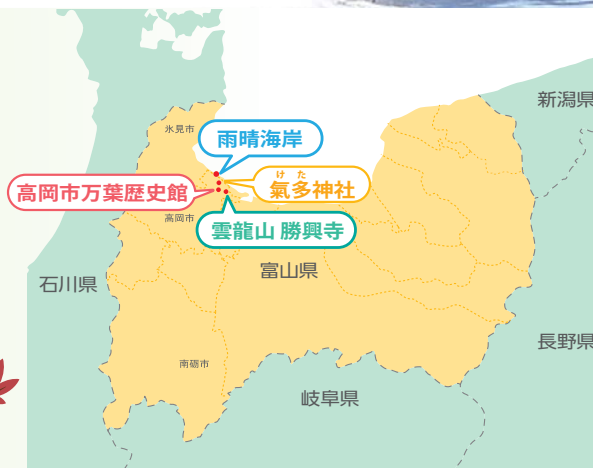 新潟県
氷見市
雨晴海岸
けた
氣多神社
高岡市万葉歴史館
高岡市
雲龍山 勝興寺
富山県
石川県
長野県
南砺市
岐阜県